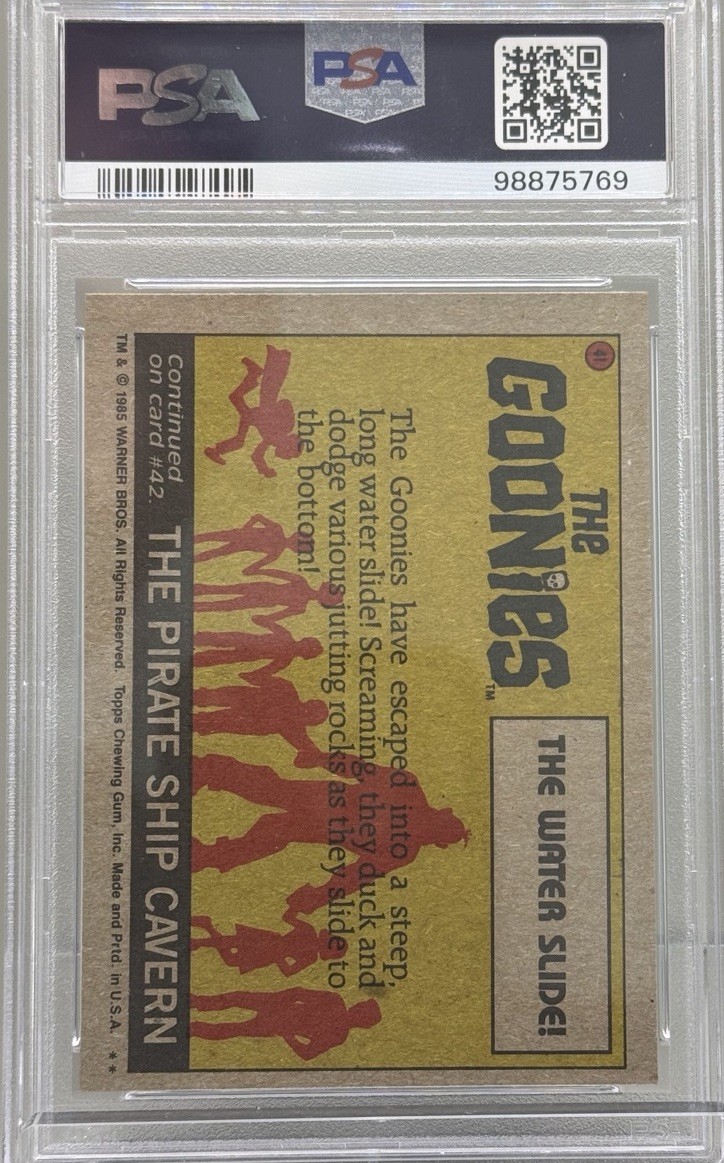 PSA
PSA
98875769
41
THE
GOONIES
TM
THE WATER SLIDE!
The Goonies have escaped into a steep,
long water slide! Screaming, they duck and
dodge various jutting rocks as they slide to
the bottom!
Continued
on card #42.
THE PIRATE SHIP CAVERN
TM & © 1985 WARNER BROS. All Rights Reserved. Topps Chewing Gum, Inc. Made and Prtd. in U.S.A. **